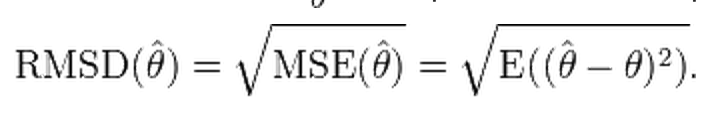 RMSD(θ̂) = √MSE(θ̂) = √E((θ̂ − θ)²).